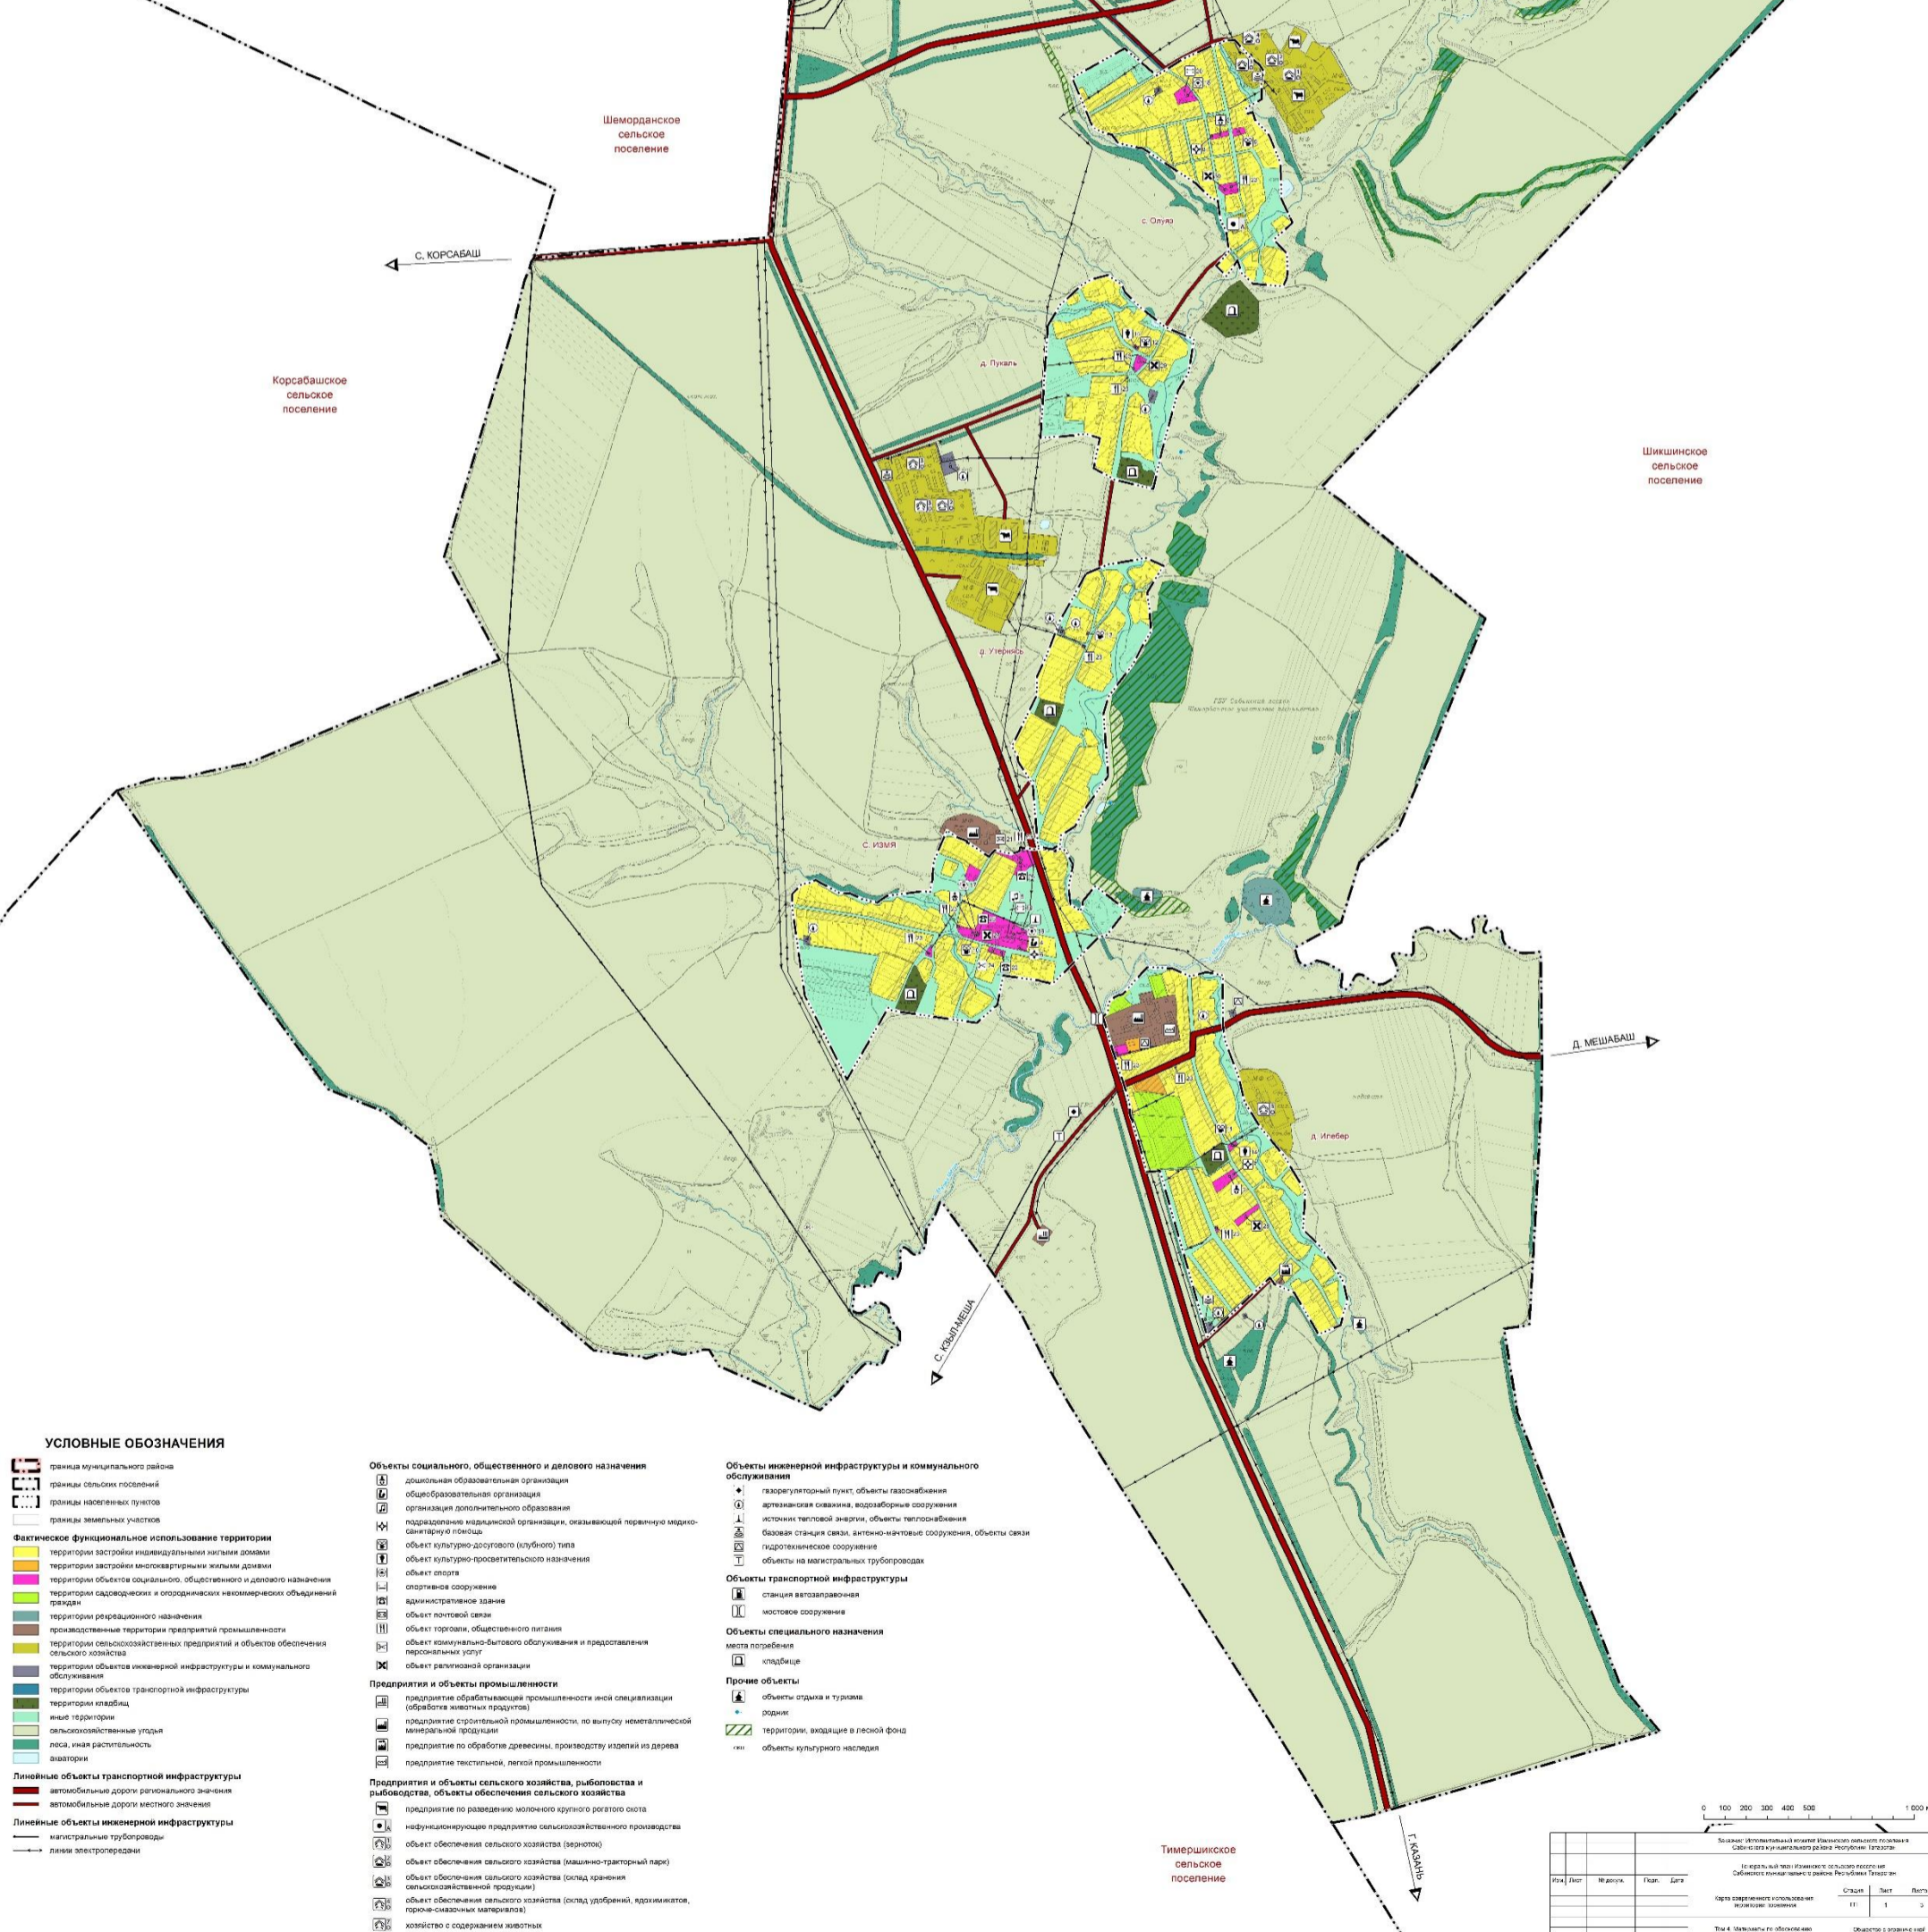 Шеморданское
сельское
поселение
С. КОРСАБАШ
с. Олуяз
Корсабашское
сельское
поселение
д. Пукаль
Шикшинское
сельское
поселение
д. Утернясь
С. ИЗМЯ
Д. МЕШАБАШ
д. Илебер
С. КЗЫЛ-МЕША
Г. КАЗАНЬ
Тимершикское
сельское
поселение
УСЛОВНЫЕ ОБОЗНАЧЕНИЯ
граница муниципального района
границы сельских поселений
границы населенных пунктов
границы земельных участков
Фактическое функциональное использование территории
территории застройки индивидуальными жилыми домами
территории застройки многоквартирными жилыми домами
территории объектов социального, общественного и делового назначения
территории садоводческих и огороднических некоммерческих объединений
граждан
территории рекреационного назначения
производственные территории предприятий промышленности
территории сельскохозяйственных предприятий и объектов обеспечения
сельского хозяйства
территории объектов инженерной инфраструктуры и коммунального
обслуживания
территории объектов транспортной инфраструктуры
территории кладбищ
иные территории
сельскохозяйственные угодья
леса, иная растительность
акватории
Линейные объекты транспортной инфраструктуры
автомобильные дороги регионального значения
автомобильные дороги местного значения
Линейные объекты инженерной инфраструктуры
магистральные трубопроводы
линии электропередачи
Объекты социального, общественного и делового назначения
дошкольная образовательная организация
общеобразовательная организация
организация дополнительного образования
подразделение медицинской организации, оказывающей первичную медико-
санитарную помощь
объект культурно-досугового (клубного) типа
объект культурно-просветительского назначения
объект спорта
спортивное сооружение
административное здание
объект почтовой связи
объект торговли, общественного питания
объект коммунально-бытового обслуживания и предоставления
персональных услуг
объект религиозной организации
Предприятия и объекты промышленности
предприятие обрабатывающей промышленности иной специализации
(обработке животных продуктов)
предприятие строительной промышленности, по выпуску неметаллической
минеральной продукции
предприятие по обработке древесины, производству изделий из дерева
предприятие текстильной, легкой промышленности
Предприятия и объекты сельского хозяйства, рыболовства и
рыбоводства, объекты обеспечения сельского хозяйства
предприятие по разведению молочного крупного рогатого скота
нефункционирующее предприятие сельскохозяйственного производства
объект обеспечения сельского хозяйства (зерноток)
объект обеспечения сельского хозяйства (машинно-тракторный парк)
объект обеспечения сельского хозяйства (склад хранения
сельскохозяйственной продукции)
объект обеспечения сельского хозяйства (склад удобрений, ядохимикатов,
горюче-смазочных материалов)
хозяйство с содержанием животных
Объекты инженерной инфраструктуры и коммунального
обслуживания
газорегуляторный пункт, объекты газоснабжения
артезианская скважина, водозаборные сооружения
источник тепловой энергии, объекты теплоснабжения
базовая станция связи, антенно-мачтовые сооружения, объекты связи
гидротехническое сооружение
объекты на магистральных трубопроводах
Объекты транспортной инфраструктуры
станция автозаправочная
мостовое сооружение
Объекты специального назначения
места погребения
кладбище
Прочие объекты
объекты отдыха и туризма
родник
территории, входящие в лесной фонд
объекты культурного наследия
0 100 200 300 400 500 1 000
Изм. Лист № докум. Подп. Дата
Стадия Лист
ГП 1